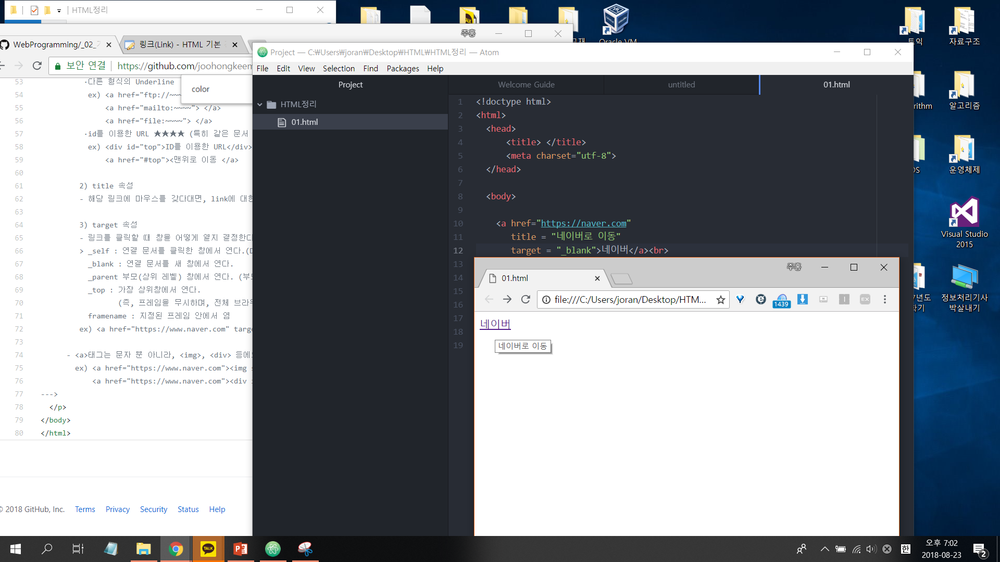 HTML정리
주홍
WebProgramming/_02_
링크(Link) - HTML 기본
보안 연결
https://github.com/joohongkeem
color
53 ·다른 형식의 Underline
54 ex) <a href="ftp://~~~
55 <a href="mailto:~~~~"> </a>
56 <a href="file:~~~~"> </a>
57 ·id를 이용한 URL ★★★★ (특히 같은 문서
58 ex) <div id="top">ID를 이용한 URL</div>
59 <a href="#top"><맨위로 이동 </a>
60
61 2) title 속성
62 - 해당 링크에 마우스를 갖다대면, link에 대한
63
64 3) target 속성
65 - 링크를 클릭할 때 창을 어떻게 열지 결정한다
66 > _self : 연결 문서를 클릭한 창에서 연다.(
67 _blank : 연결 문서를 새 창에서 연다.
68 _parent 부모(상위 레벨) 창에서 연다. (부모
69 _top : 가장 상위창에서 연다.
70 (즉, 프레임을 무시하며, 전체 브라우
71 framename : 지정된 프레임 안에서 염
72 ex) <a href="https://www.naver.com" targe
73
74 - <a>태그는 문자 뿐 아니라, <img>, <div> 등에
75 ex) <a href="https://www.naver.com"><img s
76 <a href="https://www.naver.com"><div
77 --->
78 </p>
79 </body>
80 </html>
© 2018 GitHub, Inc. Terms Privacy Security Status Help
Project — C:₩Users₩joran₩Desktop₩HTML₩HTML정리 — Atom
File Edit View Selection Find Packages Help
Project
HTML정리
01.html
Welcome Guide
untitled
01.html
1 <!doctype html>
2 <html>
3 <head>
4 <title> </title>
5 <meta charset="utf-8">
6 </head>
7
8 <body>
9
10 <a href="https://naver.com"
11 title = "네이버로 이동"
12 target = "_blank">네이버</a><br>
13
14
15
16
17
18
19
주홍
01.html
file:///C:/Users/joran/Desktop/HTM...
1439
EX
네이버
네이버로 이동
Oracle VM
토익
자료구조
rithm
알고리즘
OS
운영체제
Visual Studio
2015
7년도
학기
정보처리기사
박살내기
TALK
한
오후 7:02
2018-08-23
2